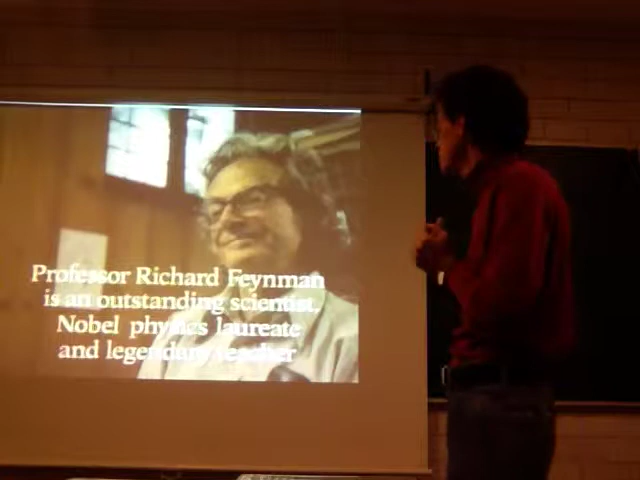 Professor Richard Feynman
is an outstanding scientist,
Nobel physics laureate
and legendary teacher